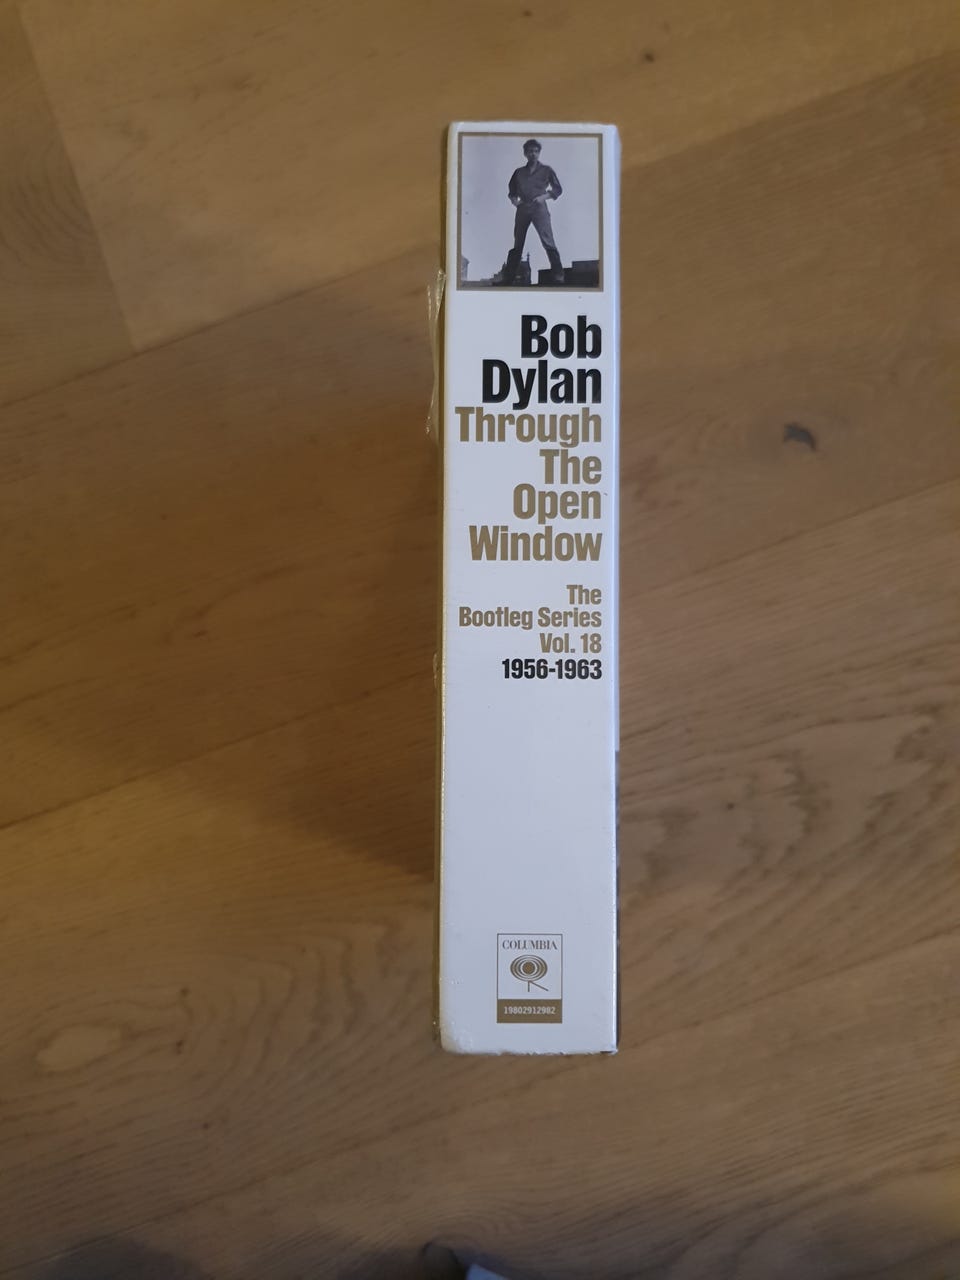 Bob
Dylan
Through
The
Open
Window
The
Bootleg Series
Vol. 18
1956-1963
COLUMBIA
19802912982